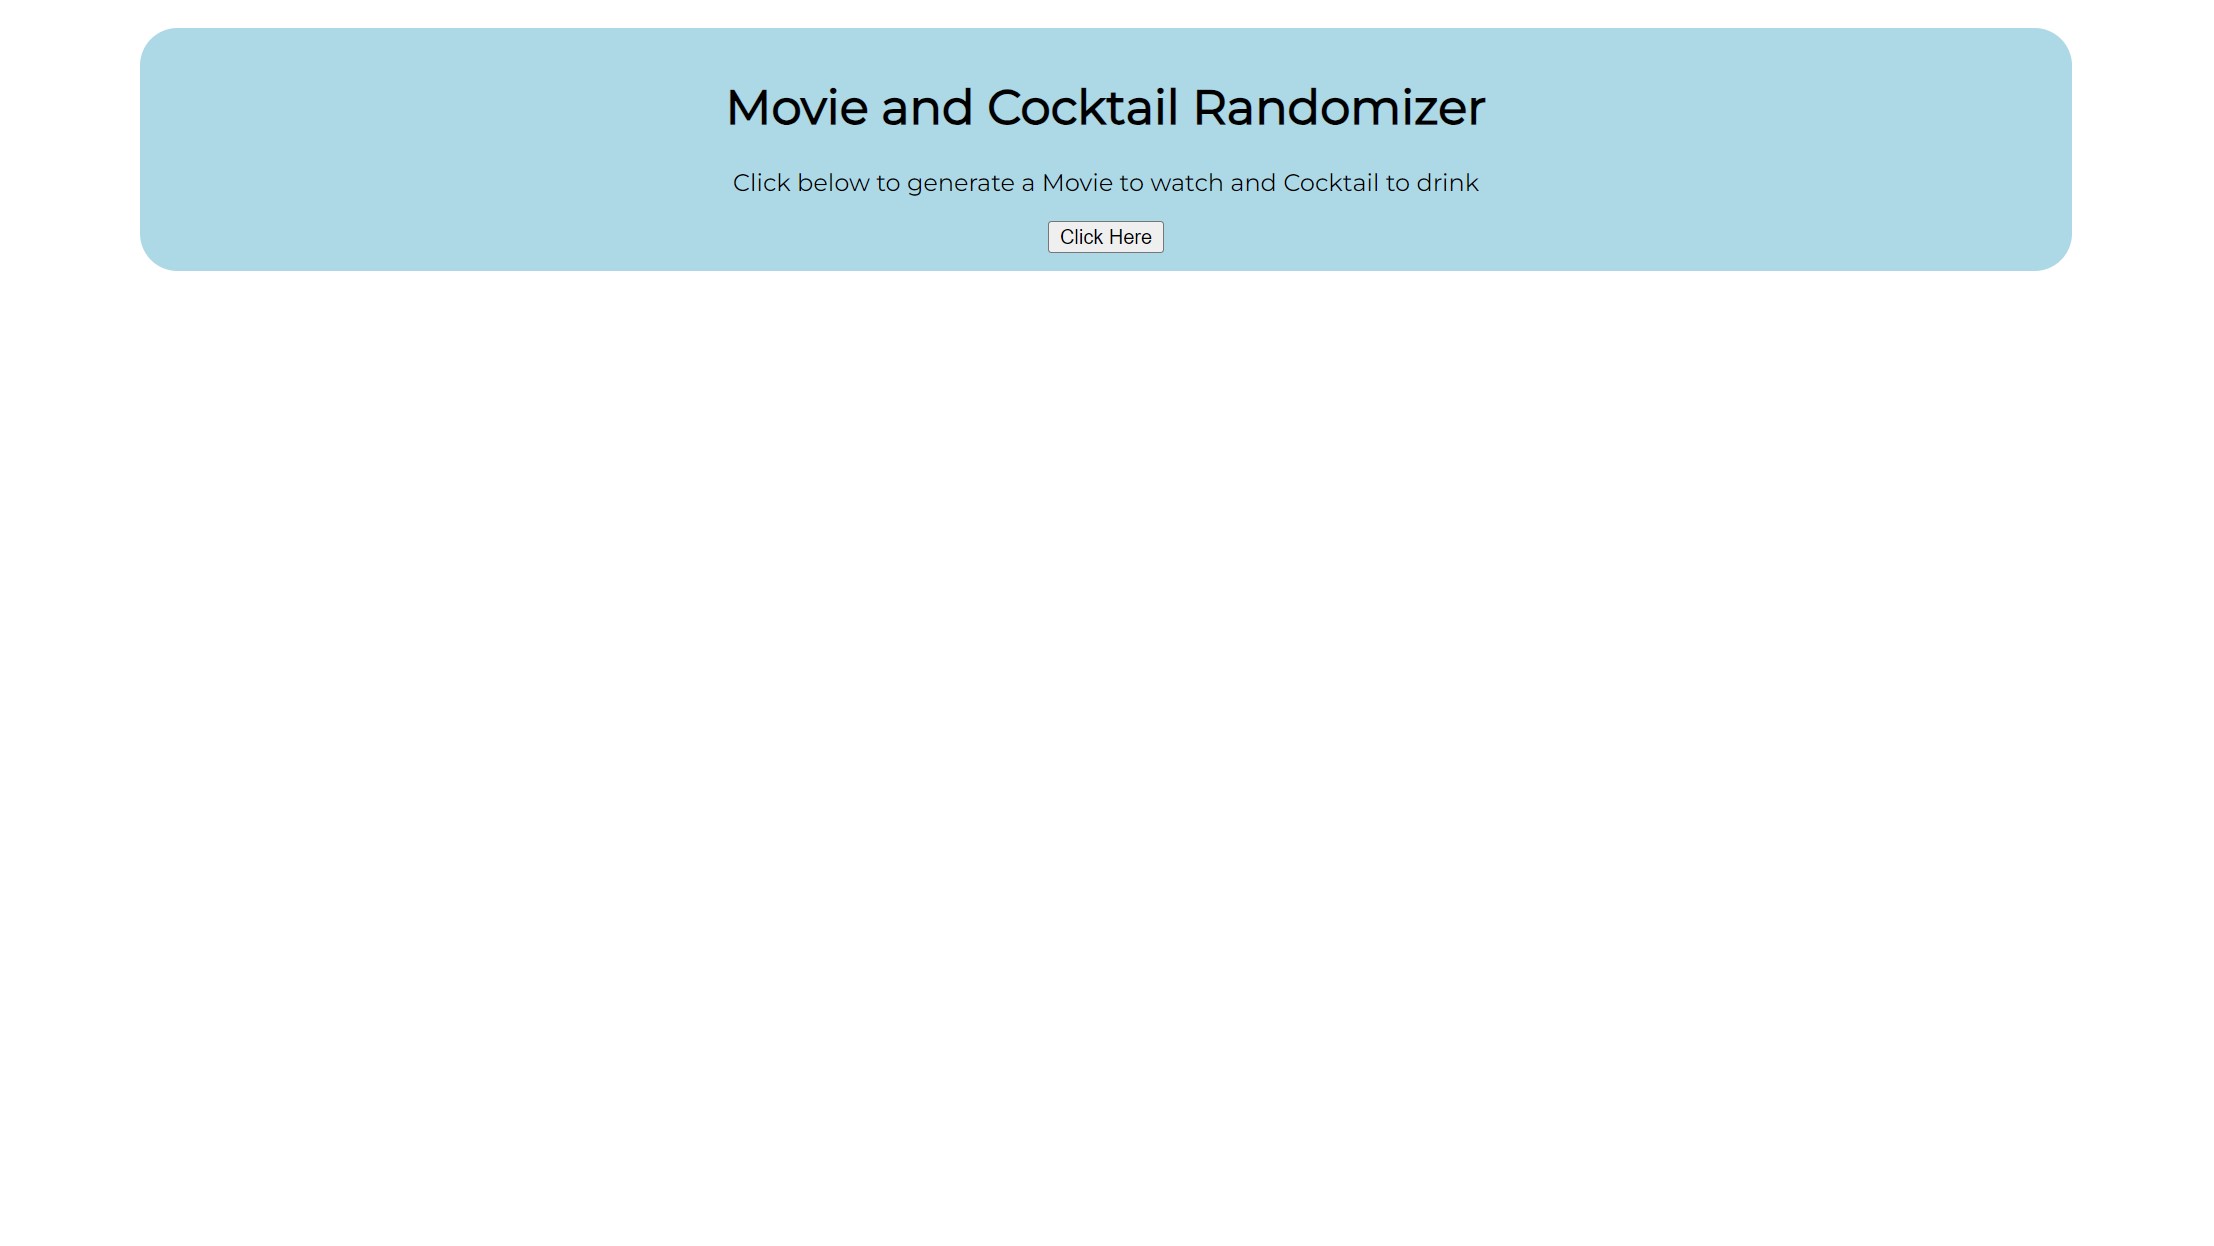 Movie and Cocktail Randomizer
Click below to generate a Movie to watch and Cocktail to drink
Click Here